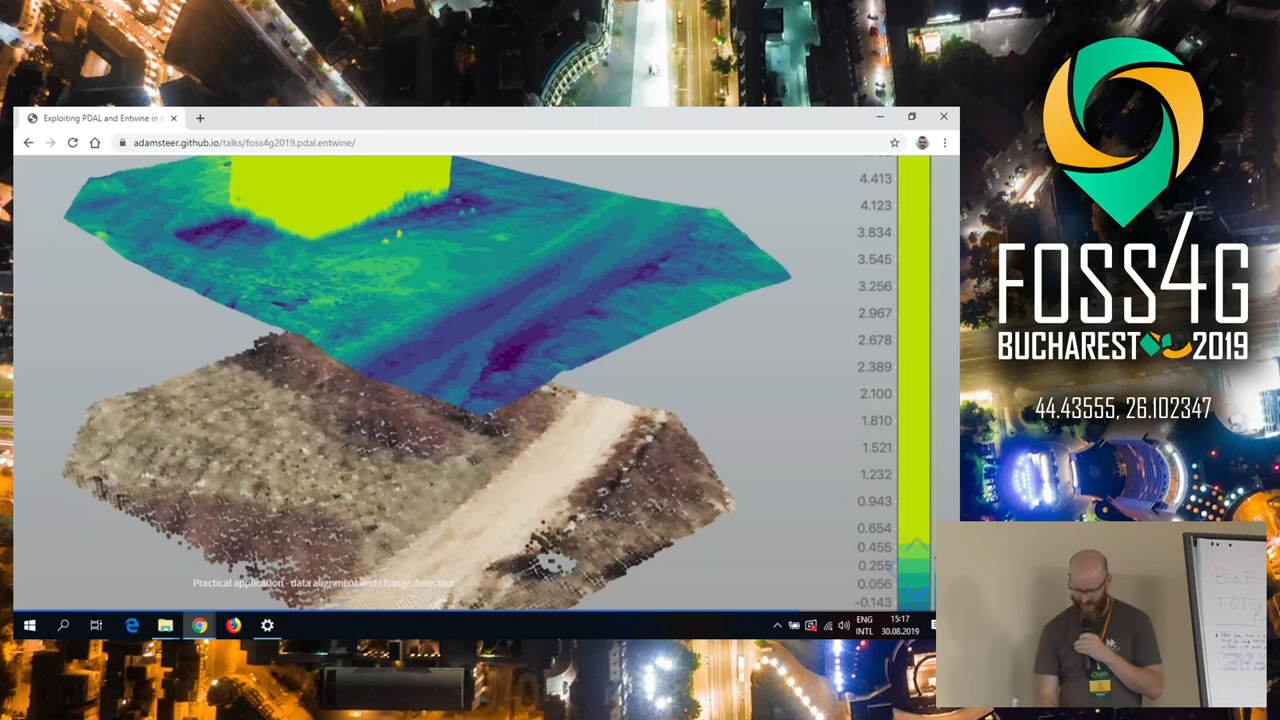 Exploiting PDAL and Entwine in t
adamsteer.github.io/talks/foss4g2019.pdal.entwine/
4.413
4.123
3.834
3.545
3.256
2.967
2.678
2.389
2.100
1.810
1.521
1.232
0.943
0.654
0.455
0.255
0.056
-0.143
Practical application - data alignment and change detection
ENG
INTL
15:17
30.08.2019
FOSS4G
BUCHAREST 2019
44.43555, 26.102347
BoF
FOSS4G